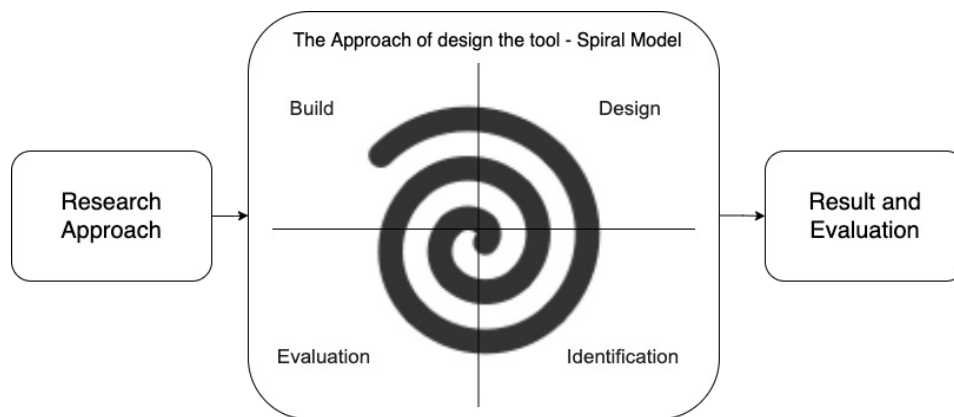 The Approach of design the tool - Spiral Model
Build
Design
Research
Approach
Result and
Evaluation
Evaluation
Identification